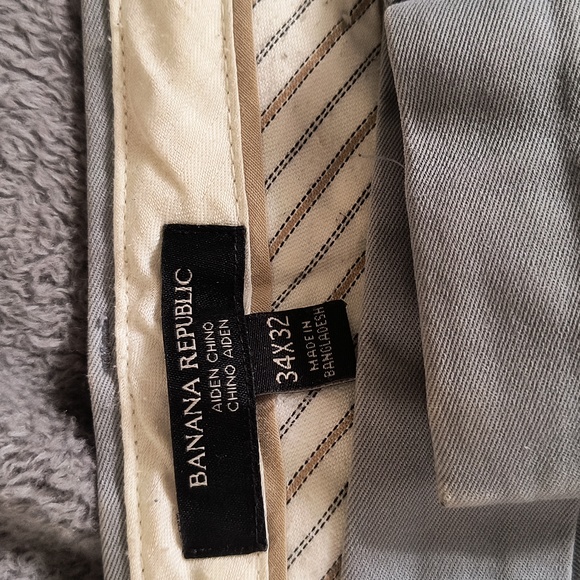 BANANA REPUBLIC
AIDEN CHINO
CHINO AIDEN
34X32
MADE IN
BANGLADESH